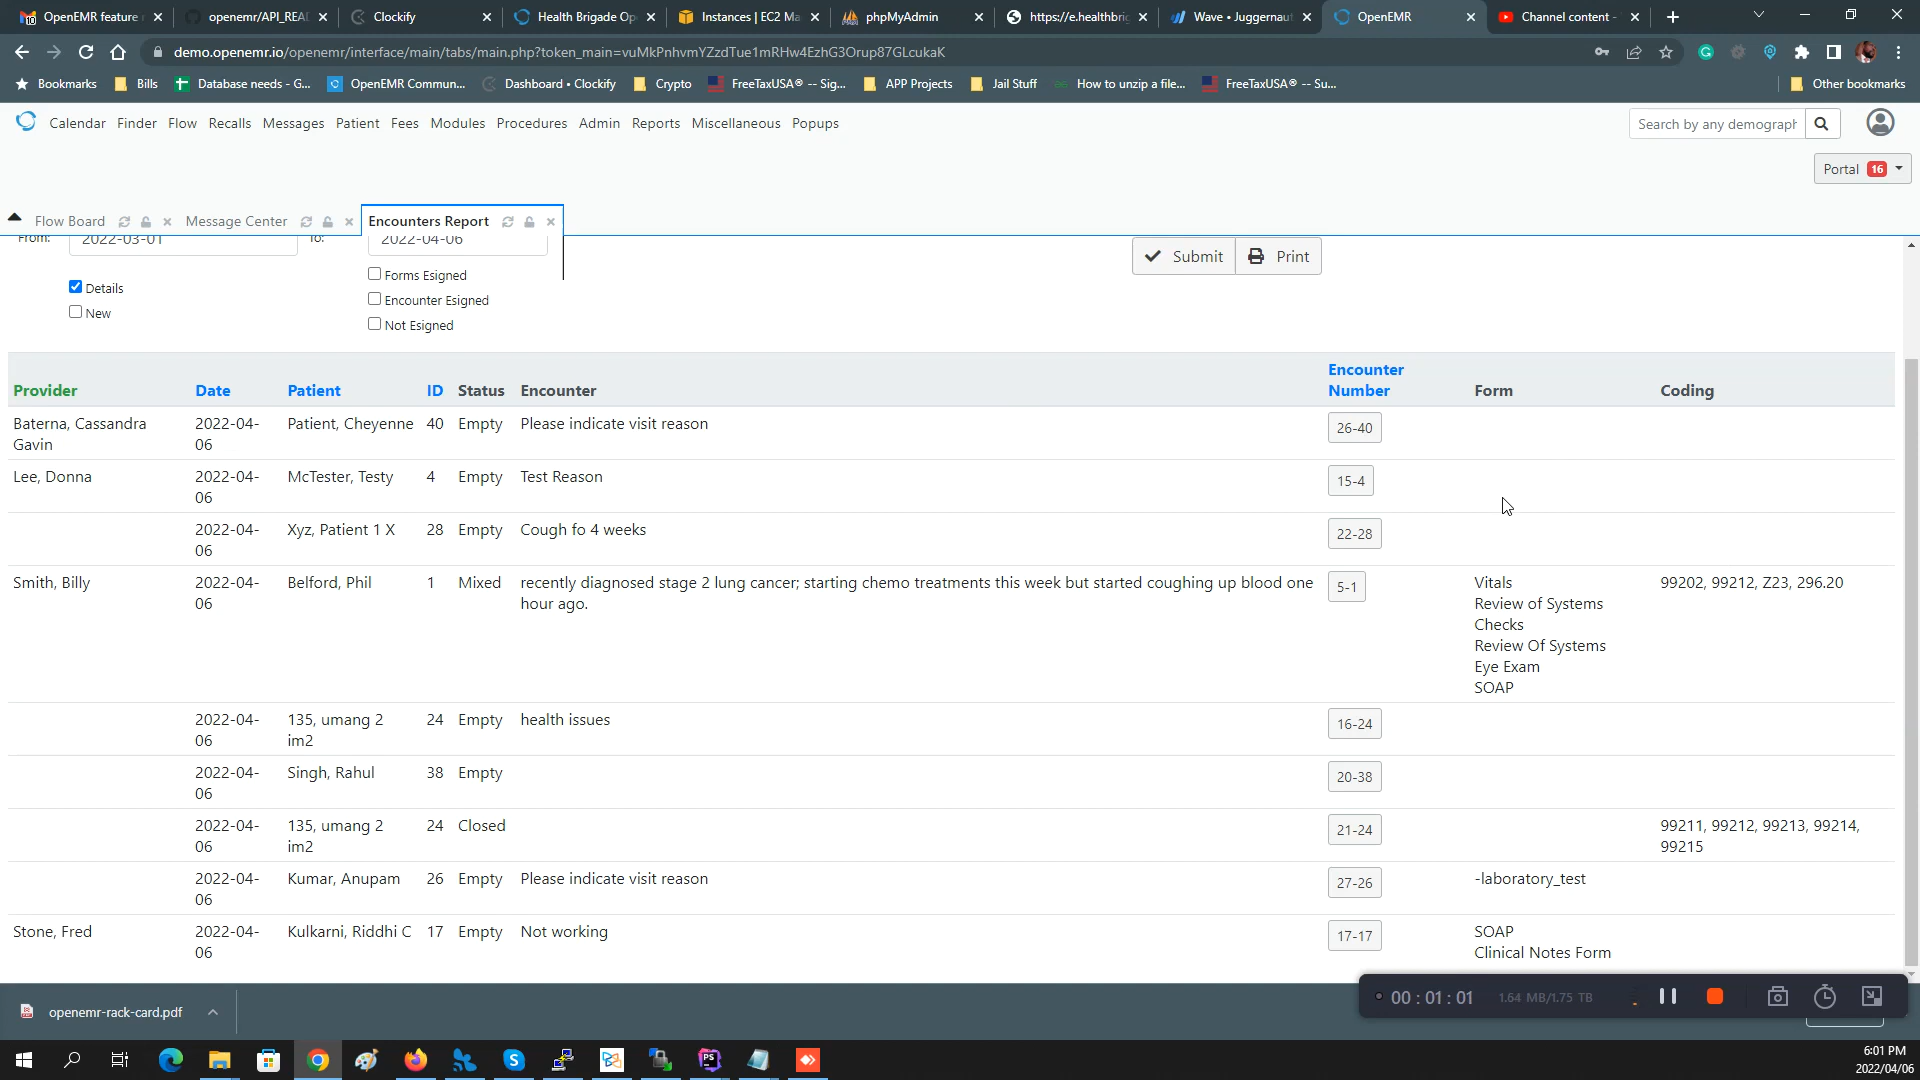 OpenEMR feature
openemr/API_REA
Clockify
Health Brigade Op
Instances | EC2 Ma
phpMyAdmin
https://e.healthbri
Wave • Juggernau
OpenEMR
Channel content -
demo.openemr.io/openemr/interface/main/tabs/main.php?token_main=vuMkPnhvmYZzdTue1mRHw4EzhG3Orup87GLcukaK
Bookmarks
Bills
Database needs - G...
OpenEMR Commun...
Dashboard • Clockify
Crypto
FreeTaxUSA® -- Sig...
APP Projects
Jail Stuff
How to unzip a file...
FreeTaxUSA® -- Su...
Other bookmarks
Calendar Finder Flow Recalls Messages Patient Fees Modules Procedures Admin Reports Miscellaneous Popups
Search by any demograph
Portal 16
Flow Board
Message Center
Encounters Report
From: 2022-03-01 To: 2022-04-06
Submit
Print
Details
New
Forms Esigned
Encounter Esigned
Not Esigned
Provider Date Patient ID Status Encounter Encounter Number Form Coding
Baterna, Cassandra Gavin 2022-04-06 Patient, Cheyenne 40 Empty Please indicate visit reason 26-40
Lee, Donna 2022-04-06 McTester, Testy 4 Empty Test Reason 15-4
2022-04-06 Xyz, Patient 1 X 28 Empty Cough fo 4 weeks 22-28
Smith, Billy 2022-04-06 Belford, Phil 1 Mixed recently diagnosed stage 2 lung cancer; starting chemo treatments this week but started coughing up blood one hour ago. 5-1
Vitals
Review of Systems
Checks
Review Of Systems
Eye Exam
SOAP
99202, 99212, Z23, 296.20
2022-04-06 135, umang 2 im2 24 Empty health issues 16-24
2022-04-06 Singh, Rahul 38 Empty 20-38
2022-04-06 135, umang 2 im2 24 Closed 21-24 99211, 99212, 99213, 99214, 99215
2022-04-06 Kumar, Anupam 26 Empty Please indicate visit reason 27-26 -laboratory_test
Stone, Fred 2022-04-06 Kulkarni, Riddhi C 17 Empty Not working 17-17 SOAP
Clinical Notes Form
00 : 01 : 01 1.64 MB/1.75 TB
openemr-rack-card.pdf
6:01 PM
2022/04/06